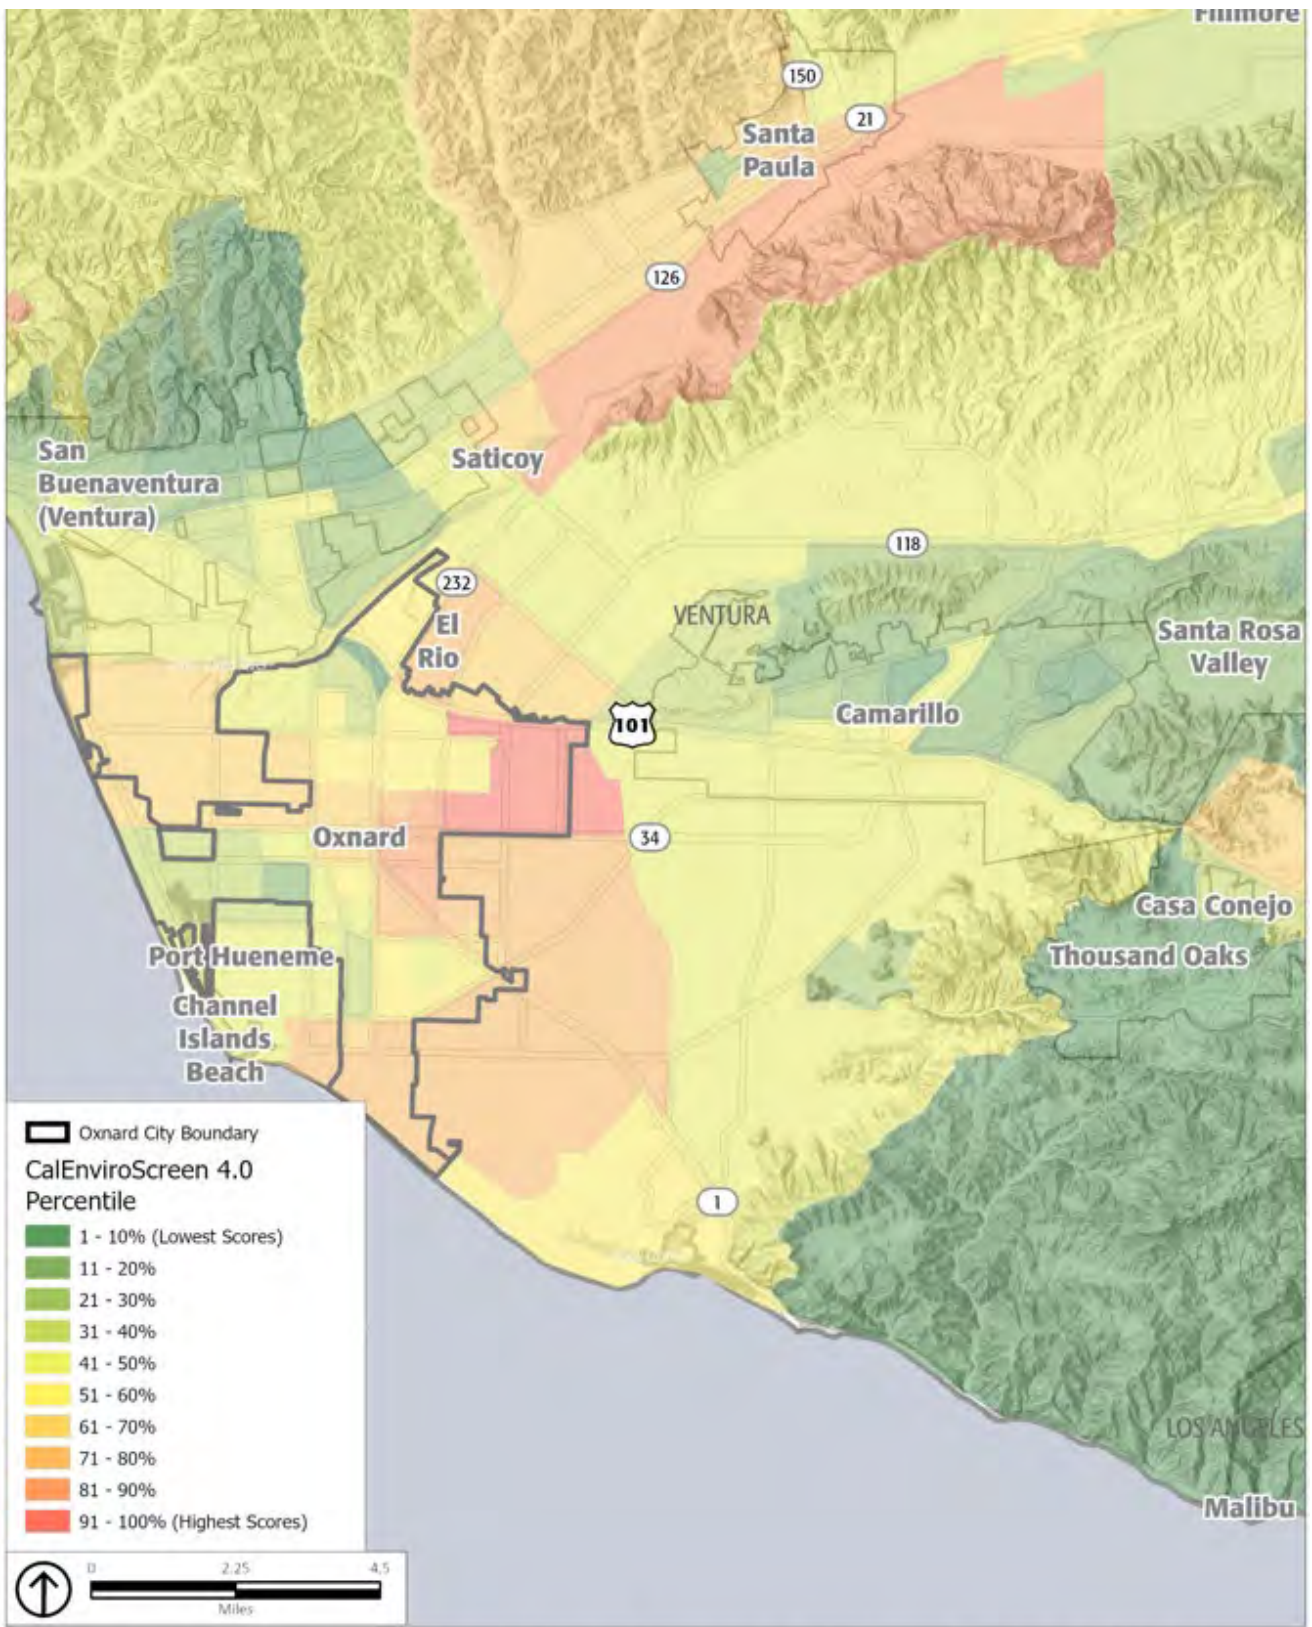 Fillmore
150
21
Santa
Paula
126
San
Buenaventura
(Ventura)
Saticoy
118
232
El
Rio
VENTURA
Santa Rosa
Valley
101
Camarillo
Oxnard
34
Casa Conejo
Thousand Oaks
Port Hueneme
Channel
Islands
Beach
1
LOS ANGELES
Malibu
Oxnard City Boundary
CalEnviroScreen 4.0
Percentile
1 - 10% (Lowest Scores)
11 - 20%
21 - 30%
31 - 40%
41 - 50%
51 - 60%
61 - 70%
71 - 80%
81 - 90%
91 - 100% (Highest Scores)
0 2.25 4.5
Miles